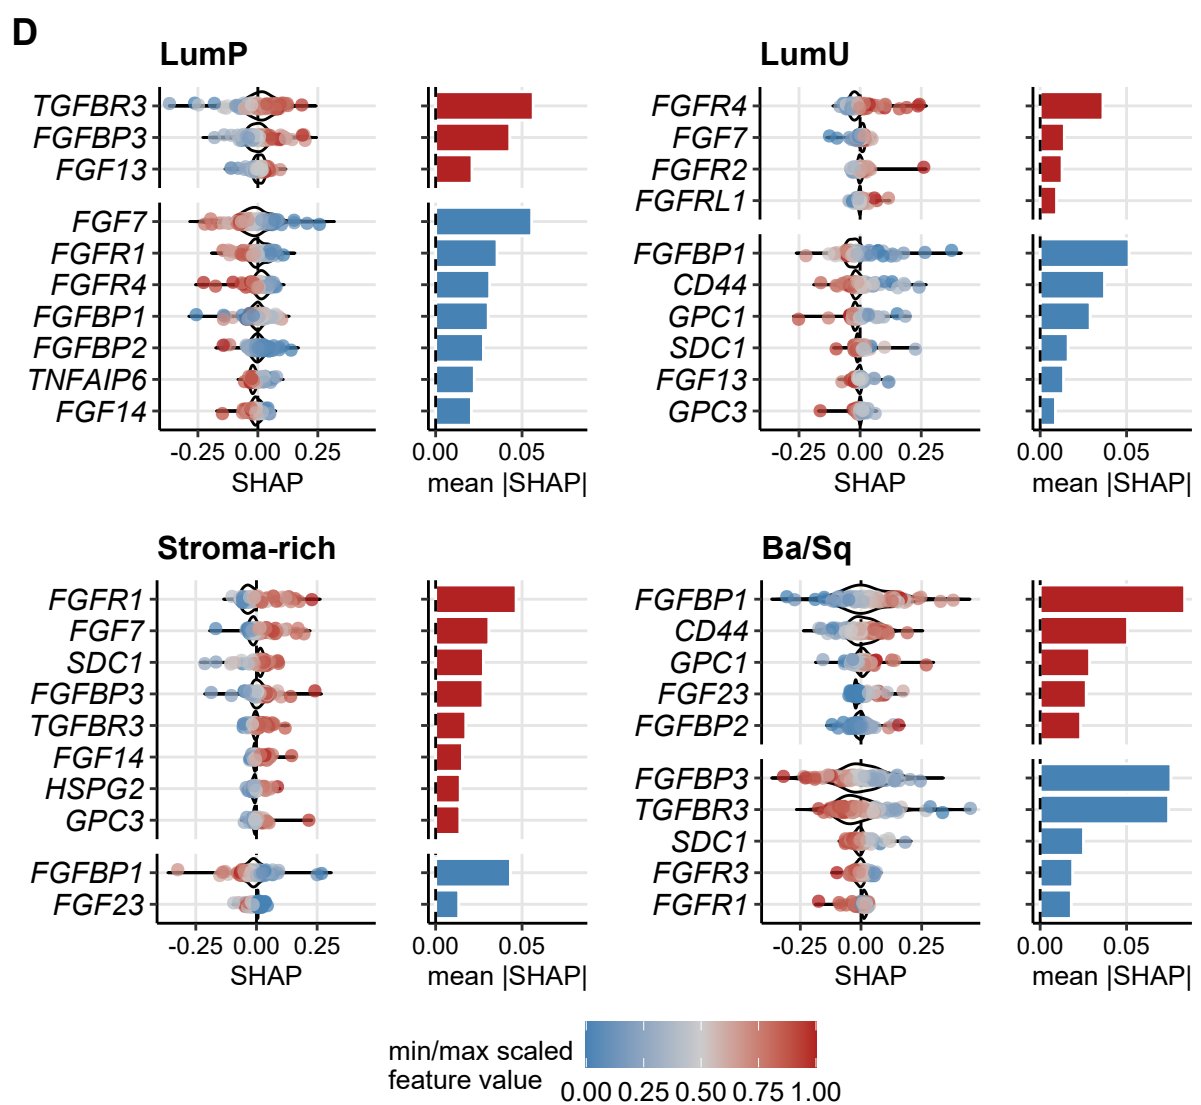 D
LumP
TGFBR3
FGFBP3
FGF13
FGF7
FGFR1
FGFR4
FGFBP1
FGFBP2
TNFAIP6
FGF14
-0.25 0.00 0.25
SHAP
0.00 0.05
mean |SHAP|
LumU
FGFR4
FGF7
FGFR2
FGFRL1
FGFBP1
CD44
GPC1
SDC1
FGF13
GPC3
-0.25 0.00 0.25
SHAP
0.00 0.05
mean |SHAP|
Stroma-rich
FGFR1
FGF7
SDC1
FGFBP3
TGFBR3
FGF14
HSPG2
GPC3
FGFBP1
FGF23
-0.25 0.00 0.25
SHAP
0.00 0.05
mean |SHAP|
Ba/Sq
FGFBP1
CD44
GPC1
FGF23
FGFBP2
FGFBP3
TGFBR3
SDC1
FGFR3
FGFR1
-0.25 0.00 0.25
SHAP
0.00 0.05
mean |SHAP|
min/max scaled
feature value
0.00 0.25 0.50 0.75 1.00